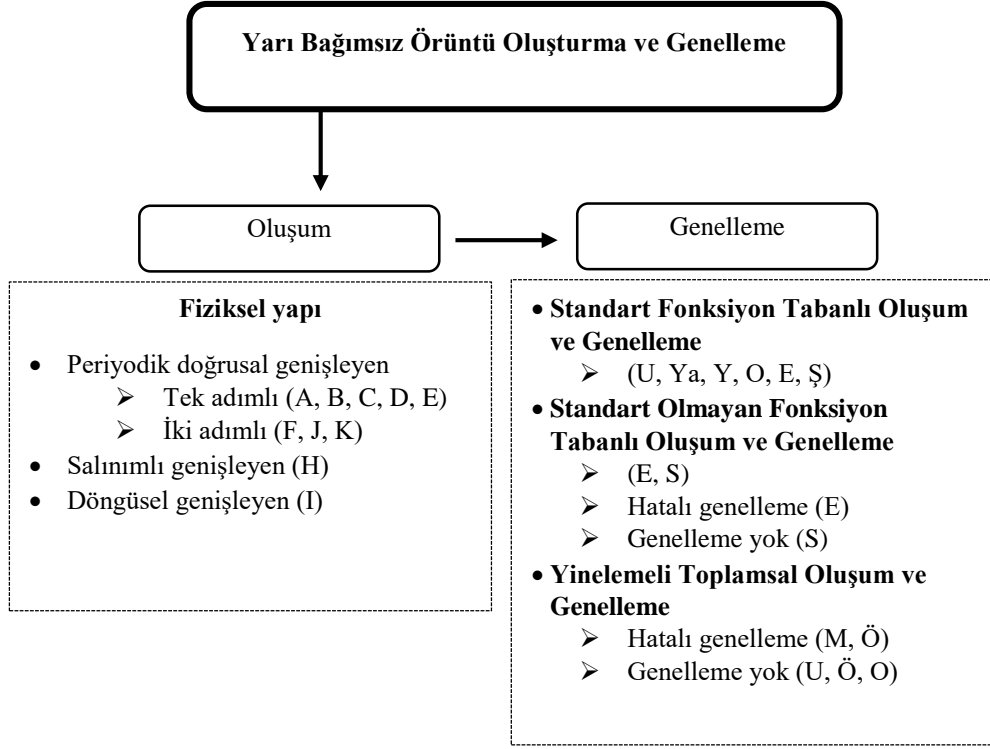 Yarı Bağımsız Örüntü Oluşturma ve Genelleme
Oluşum
Genelleme
Fiziksel yapı
• Periyodik doğrusal genişleyen
➢ Tek adımlı (A, B, C, D, E)
➢ İki adımlı (F, J, K)
• Salınımlı genişleyen (H)
• Döngüsel genişleyen (I)
• Standart Fonksiyon Tabanlı Oluşum
ve Genelleme
➢ (U, Ya, Y, O, E, Ş)
• Standart Olmayan Fonksiyon
Tabanlı Oluşum ve Genelleme
➢ (E, S)
➢ Hatalı genelleme (E)
➢ Genelleme yok (S)
• Yinelemeli Toplamsal Oluşum ve
Genelleme
➢ Hatalı genelleme (M, Ö)
➢ Genelleme yok (U, Ö, O)